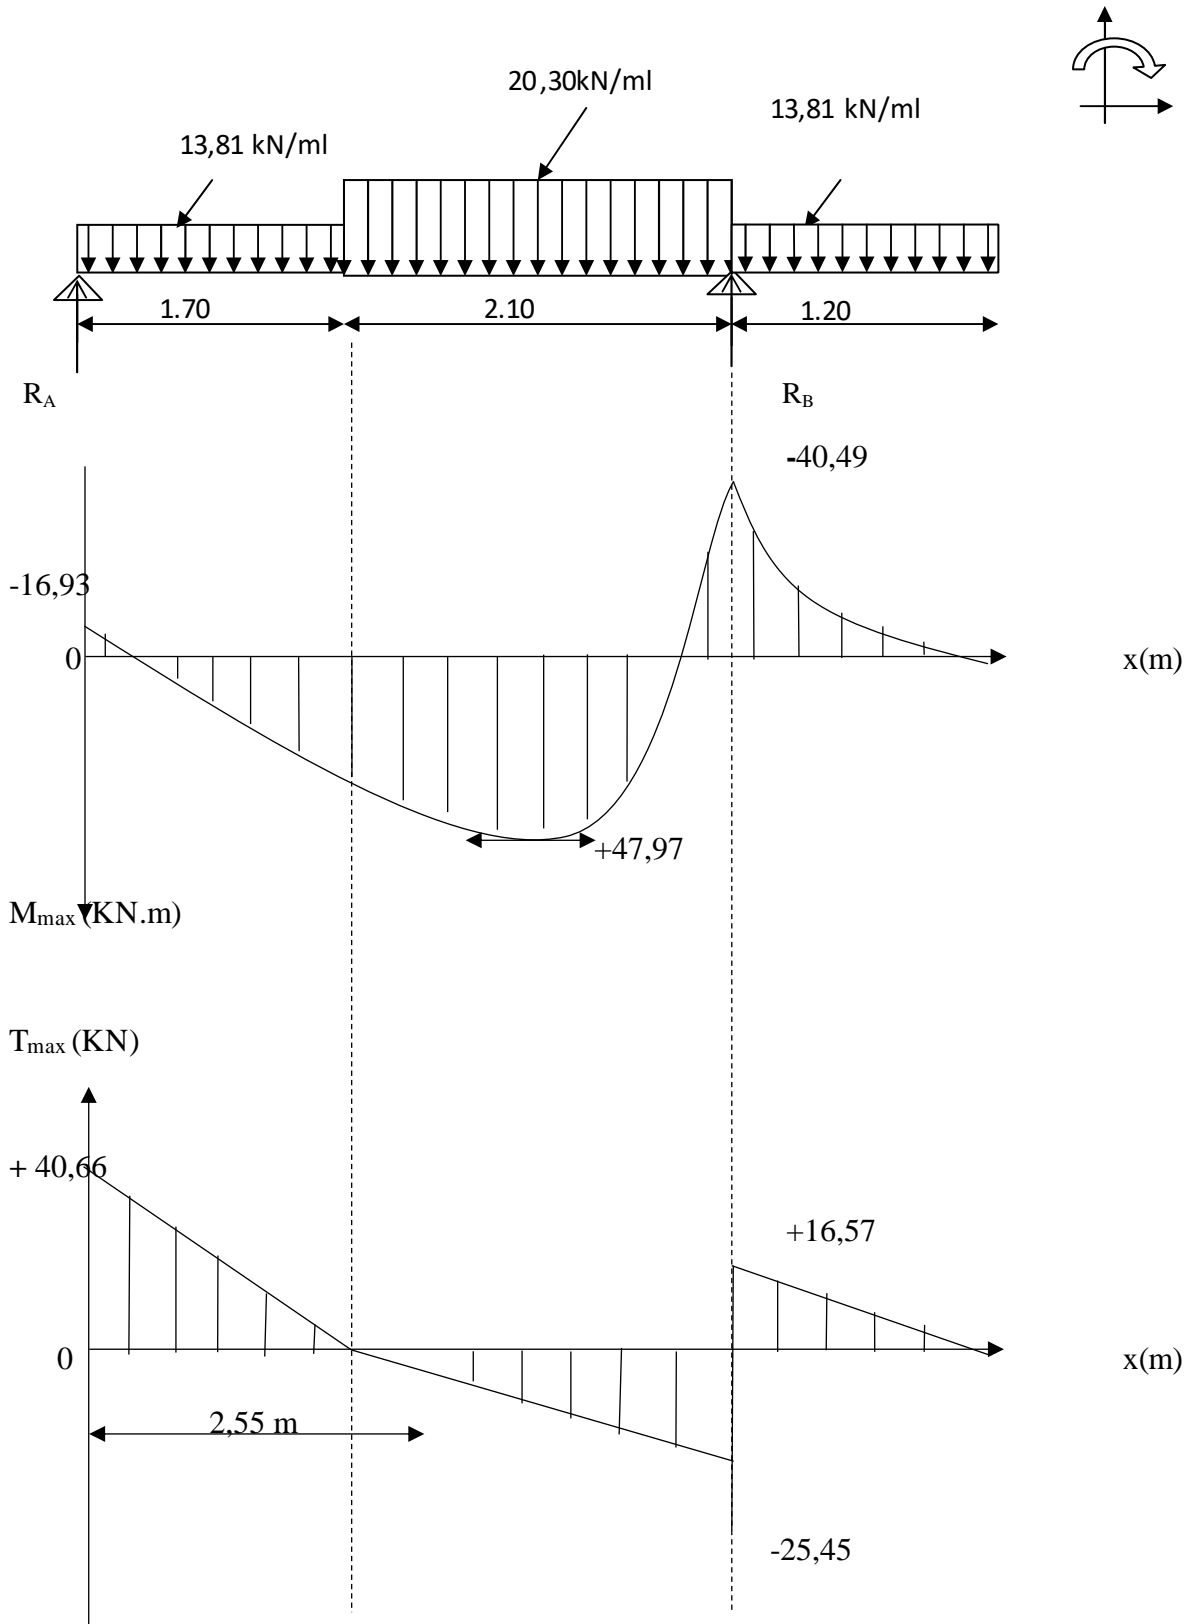 20,30kN/ml
13,81 kN/ml
13,81 kN/ml
1.70
2.10
1.20
RA
RB
-40,49
-16,93
0
x(m)
+47,97
Mmax (KN.m)
Tmax (KN)
+ 40,66
+16,57
0
x(m)
2,55 m
-25,45